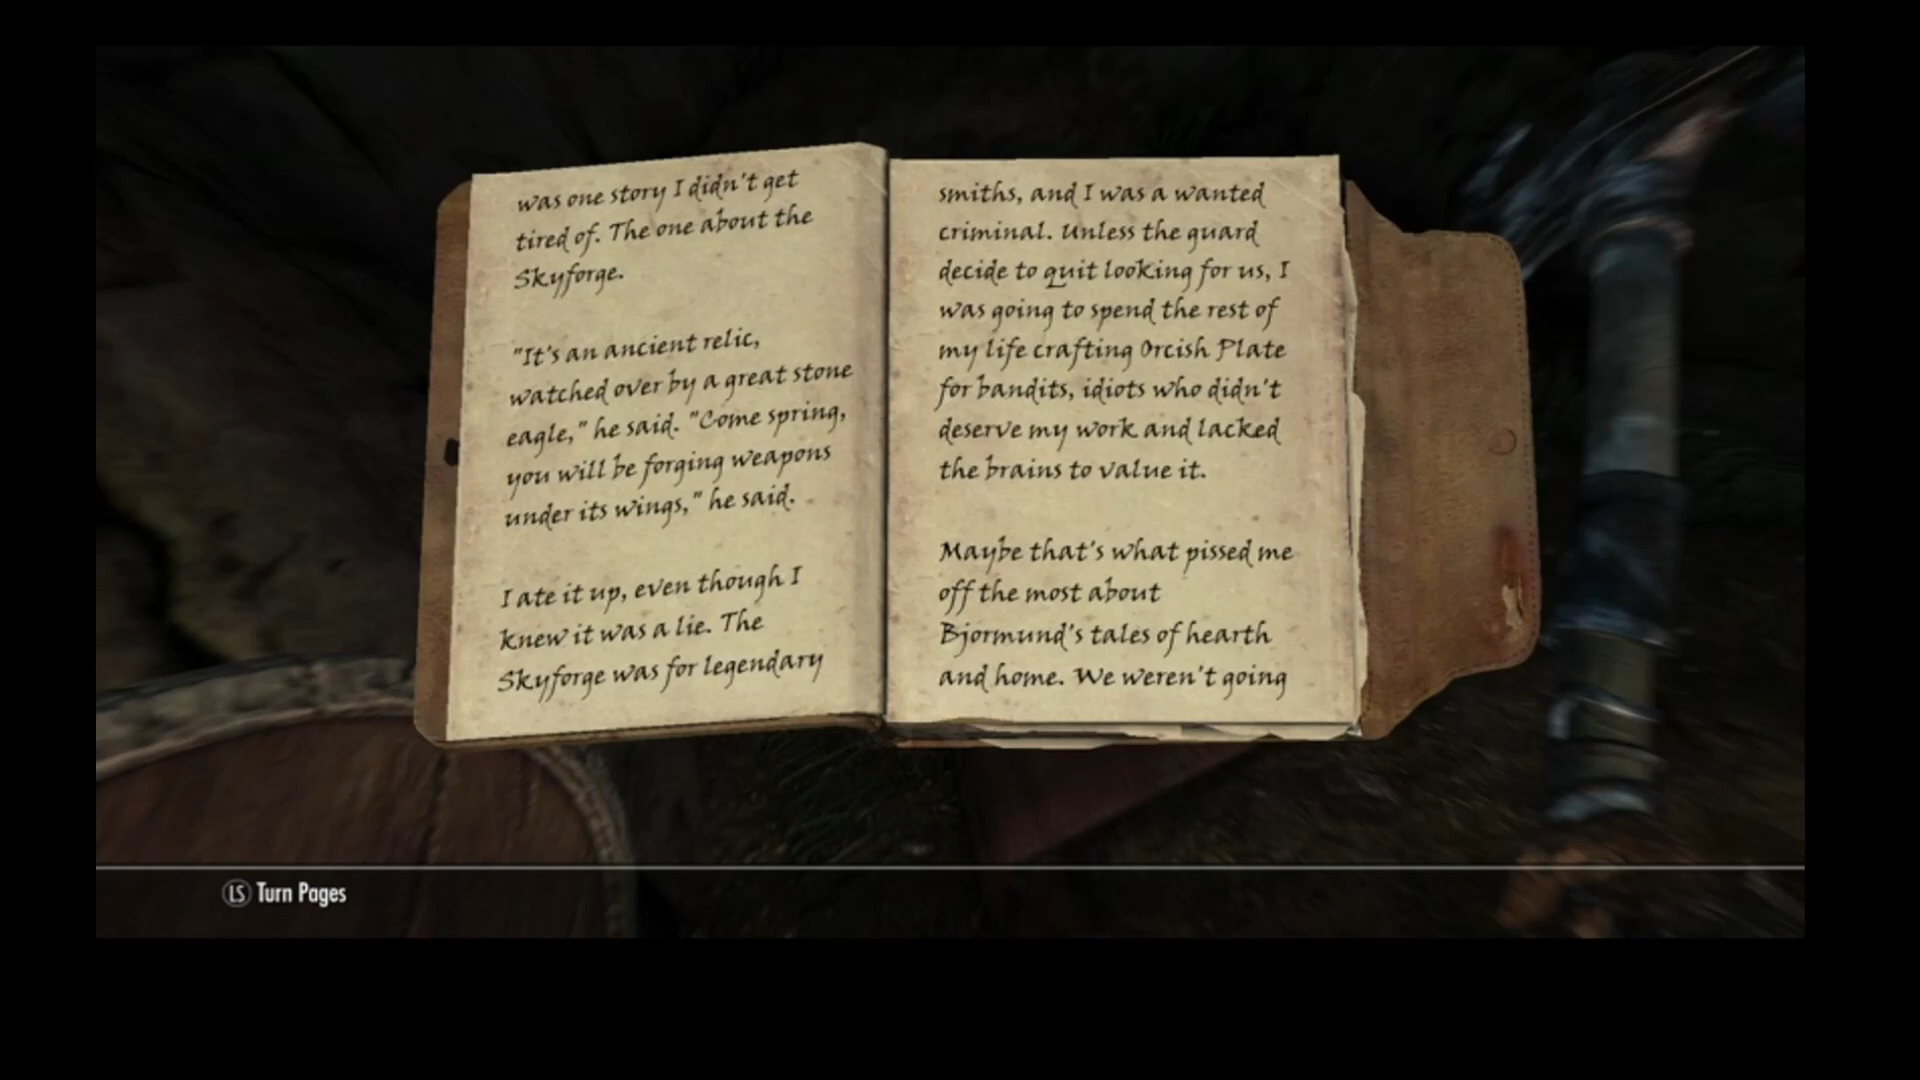 was one story I didn't get
tired of. The one about the
Skyforge.
"It's an ancient relic,
watched over by a great stone
eagle," he said. "Come spring,
you will be forging weapons
under its wings," he said.
I ate it up, even though I
knew it was a lie. The
Skyforge was for legendary
smiths, and I was a wanted
criminal. Unless the guard
decide to quit looking for us, I
was going to spend the rest of
my life crafting Orcish Plate
for bandits, idiots who didn't
deserve my work and lacked
the brains to value it.
Maybe that's what pissed me
off the most about
Bjormund's tales of hearth
and home. We weren't going
LS Turn Pages